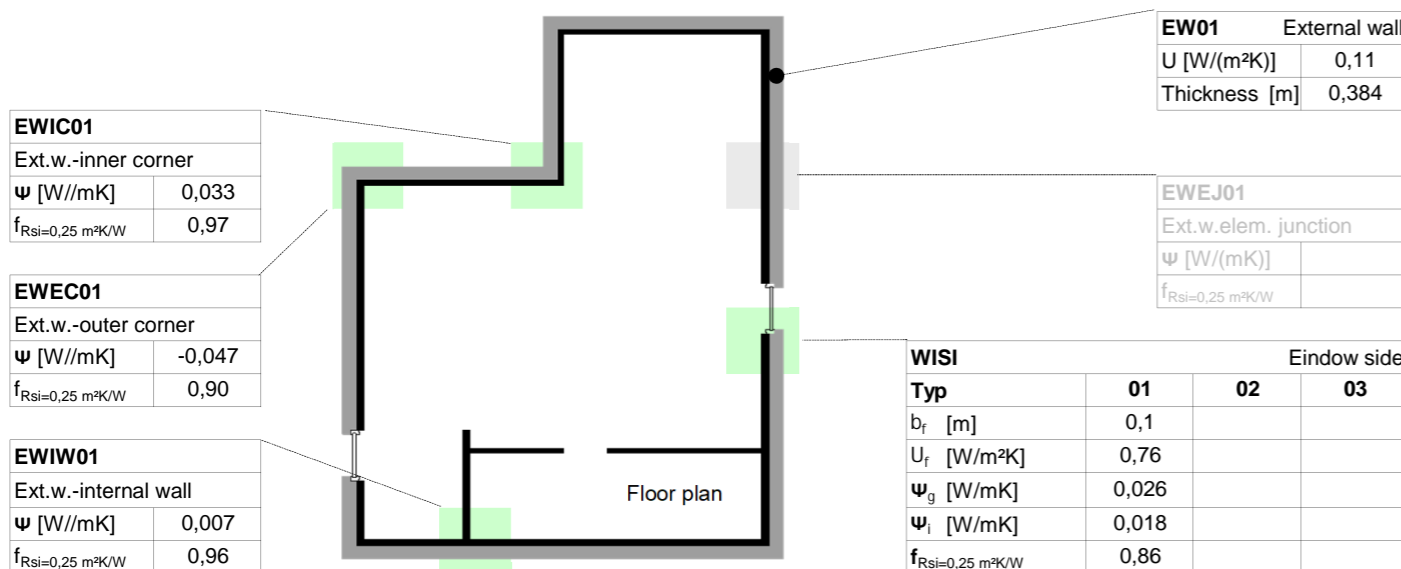 EW01 External wall
U [W/(m²K)] 0,11
Thickness [m] 0,384
EWIC01
Ext.w.-inner corner
Ψ [W//mK] 0,033
fRsi=0,25 m²K/W 0,97
EWEJ01
Ext.w.elem. junction
Ψ [W/(mK)]
fRsi=0,25 m²K/W
EWEC01
Ext.w.-outer corner
Ψ [W//mK] -0,047
fRsi=0,25 m²K/W 0,90
WISI Eindow side
Typ 01 02 03
bf [m] 0,1
Uf [W/m²K] 0,76
Ψg [W/mK] 0,026
Ψi [W/mK] 0,018
fRsi=0,25 m²K/W 0,86
EWIW01
Ext.w.-internal wall
Ψ [W//mK] 0,007
fRsi=0,25 m²K/W 0,96
Floor plan